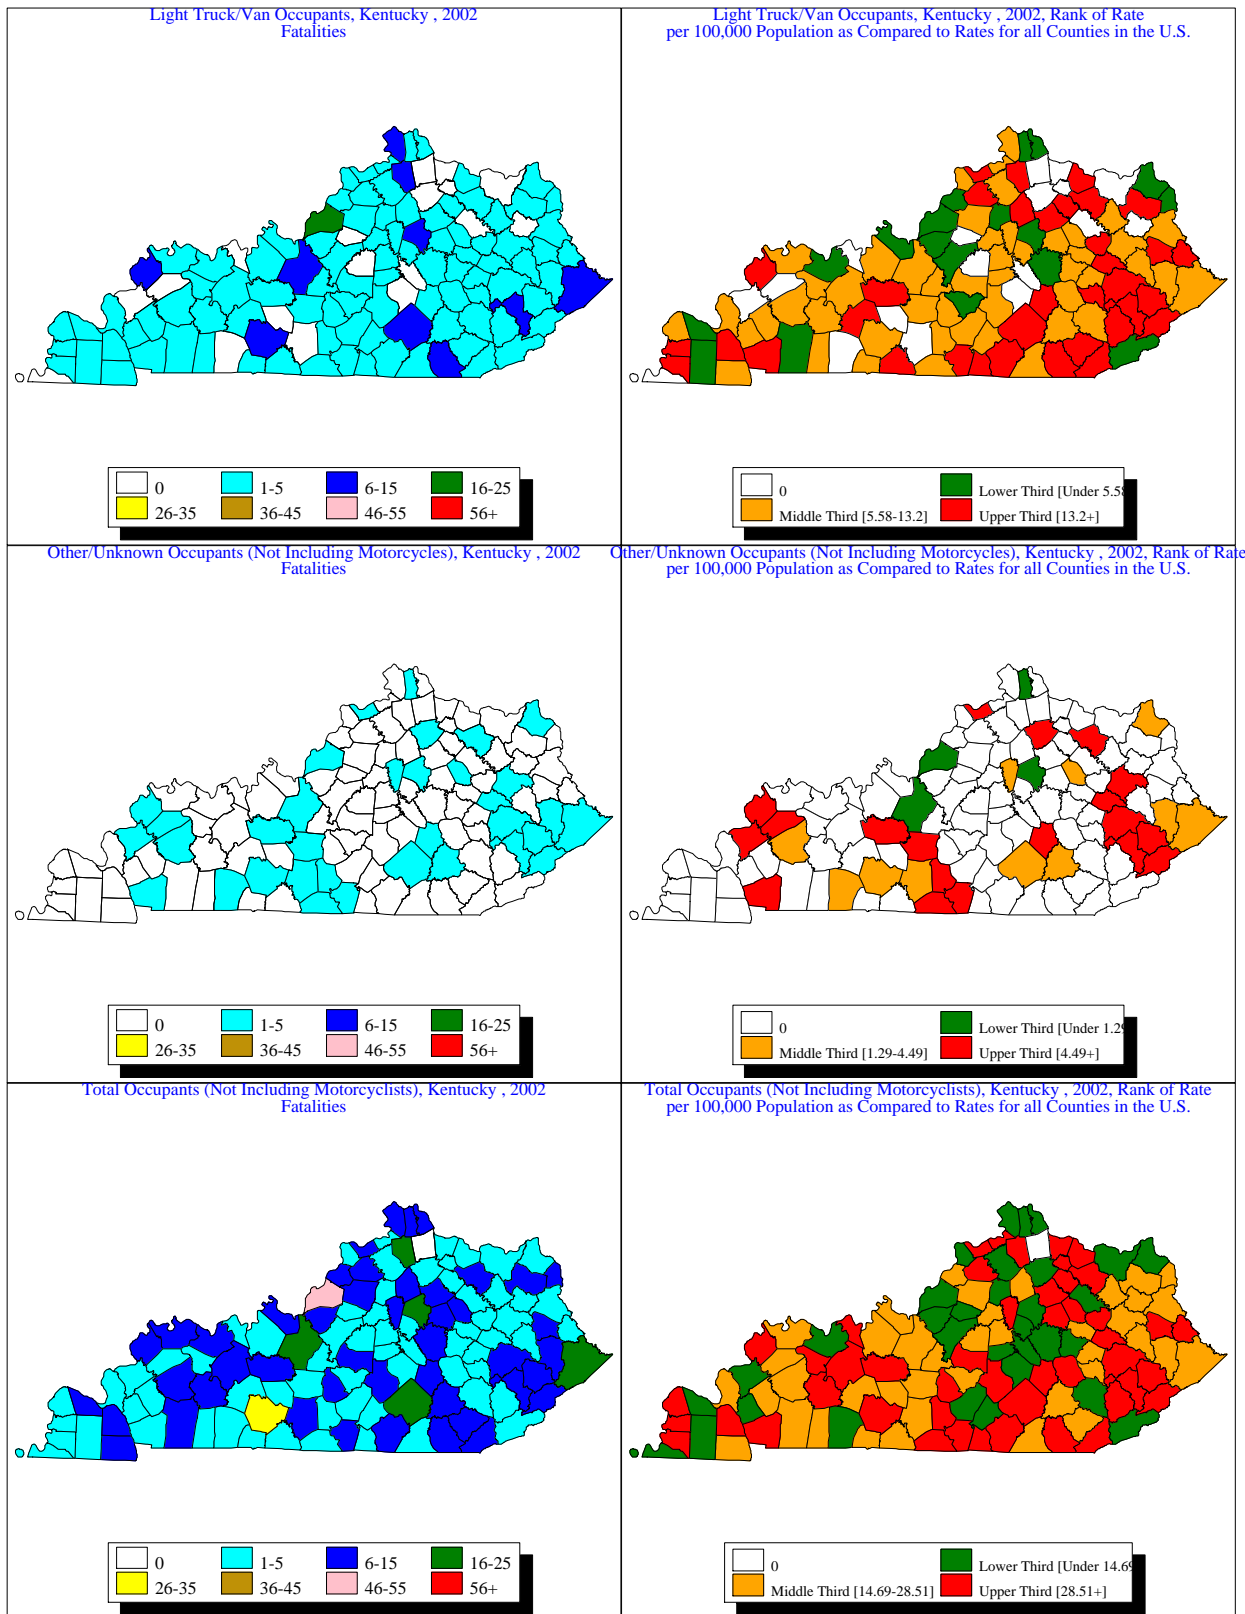 Light Truck/Van Occupants, Kentucky , 2002
Fatalities
Light Truck/Van Occupants, Kentucky , 2002, Rank of Rate
per 100,000 Population as Compared to Rates for all Counties in the U.S.
0
1-5
6-15
16-25
26-35
36-45
46-55
56+
0
Lower Third [Under 5.58
Middle Third [5.58-13.2]
Upper Third [13.2+]
Other/Unknown Occupants (Not Including Motorcycles), Kentucky , 2002
Fatalities
Other/Unknown Occupants (Not Including Motorcycles), Kentucky , 2002, Rank of Rate
per 100,000 Population as Compared to Rates for all Counties in the U.S.
0
1-5
6-15
16-25
26-35
36-45
46-55
56+
0
Lower Third [Under 1.29
Middle Third [1.29-4.49]
Upper Third [4.49+]
Total Occupants (Not Including Motorcyclists), Kentucky , 2002
Fatalities
Total Occupants (Not Including Motorcyclists), Kentucky , 2002, Rank of Rate
per 100,000 Population as Compared to Rates for all Counties in the U.S.
0
1-5
6-15
16-25
26-35
36-45
46-55
56+
0
Lower Third [Under 14.69
Middle Third [14.69-28.51]
Upper Third [28.51+]